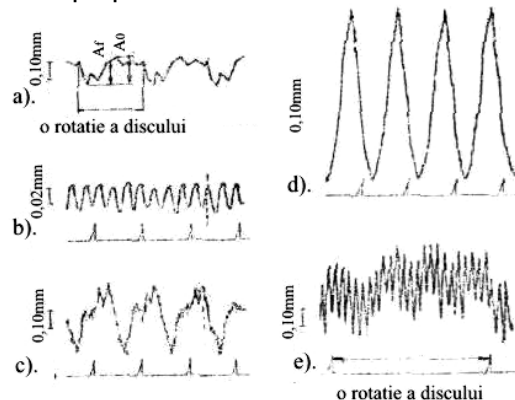 0,10mm
Af
A0
a).
o rotatie a discului
0,02mm
b).
0,10mm
c).
0,10mm
d).
0,10mm
e).
o rotatie a discului